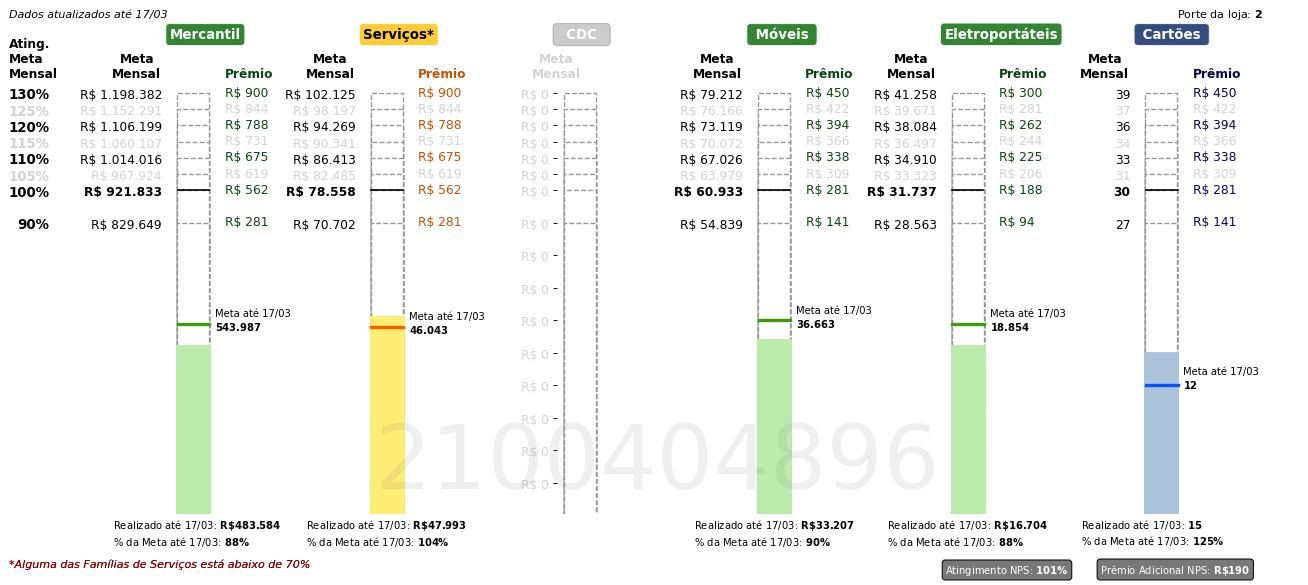 Dados atualizados até 17/03
Porte da loja: 2
Mercantil Serviços* CDC Móveis Eletroportáteis Cartões
Ating.
Meta
Mensal
Meta
Mensal Prêmio Meta
Mensal Prêmio Meta
Mensal Meta
Mensal Prêmio Meta
Mensal Prêmio Meta
Mensal Prêmio
130% R$ 1.198.382 R$ 900 R$ 102.125 R$ 900 R$ 0 R$ 79.212 R$ 450 R$ 41.258 R$ 300 39 R$ 450
125% R$ 1.152.291 R$ 844 R$ 98.197 R$ 844 R$ 0 R$ 76.166 R$ 422 R$ 39.671 R$ 281 37 R$ 422
120% R$ 1.106.199 R$ 788 R$ 94.269 R$ 788 R$ 0 R$ 73.119 R$ 394 R$ 38.084 R$ 262 36 R$ 394
115% R$ 1.060.107 R$ 731 R$ 90.341 R$ 731 R$ 0 R$ 70.072 R$ 366 R$ 36.497 R$ 244 34 R$ 366
110% R$ 1.014.016 R$ 675 R$ 86.413 R$ 675 R$ 0 R$ 67.026 R$ 338 R$ 34.910 R$ 225 33 R$ 338
105% R$ 967.924 R$ 619 R$ 82.485 R$ 619 R$ 0 R$ 63.979 R$ 309 R$ 33.323 R$ 206 31 R$ 309
100% R$ 921.833 R$ 562 R$ 78.558 R$ 562 R$ 0 R$ 60.933 R$ 281 R$ 31.737 R$ 188 30 R$ 281
90% R$ 829.649 R$ 281 R$ 70.702 R$ 281 R$ 0 R$ 54.839 R$ 141 R$ 28.563 R$ 94 27 R$ 141
R$ 0
R$ 0
R$ 0
R$ 0
R$ 0
R$ 0
R$ 0
R$ 0
Meta até 17/03
543.987
Meta até 17/03
46.043
Meta até 17/03
36.663
Meta até 17/03
18.854
Meta até 17/03
12
2100404896
Realizado até 17/03: R$483.584
% da Meta até 17/03: 88%
Realizado até 17/03: R$47.993
% da Meta até 17/03: 104%
Realizado até 17/03: R$33.207
% da Meta até 17/03: 90%
Realizado até 17/03: R$16.704
% da Meta até 17/03: 88%
Realizado até 17/03: 15
% da Meta até 17/03: 125%
*Alguma das Famílias de Serviços está abaixo de 70%
Atingimento NPS: 101%
Prêmio Adicional NPS: R$190